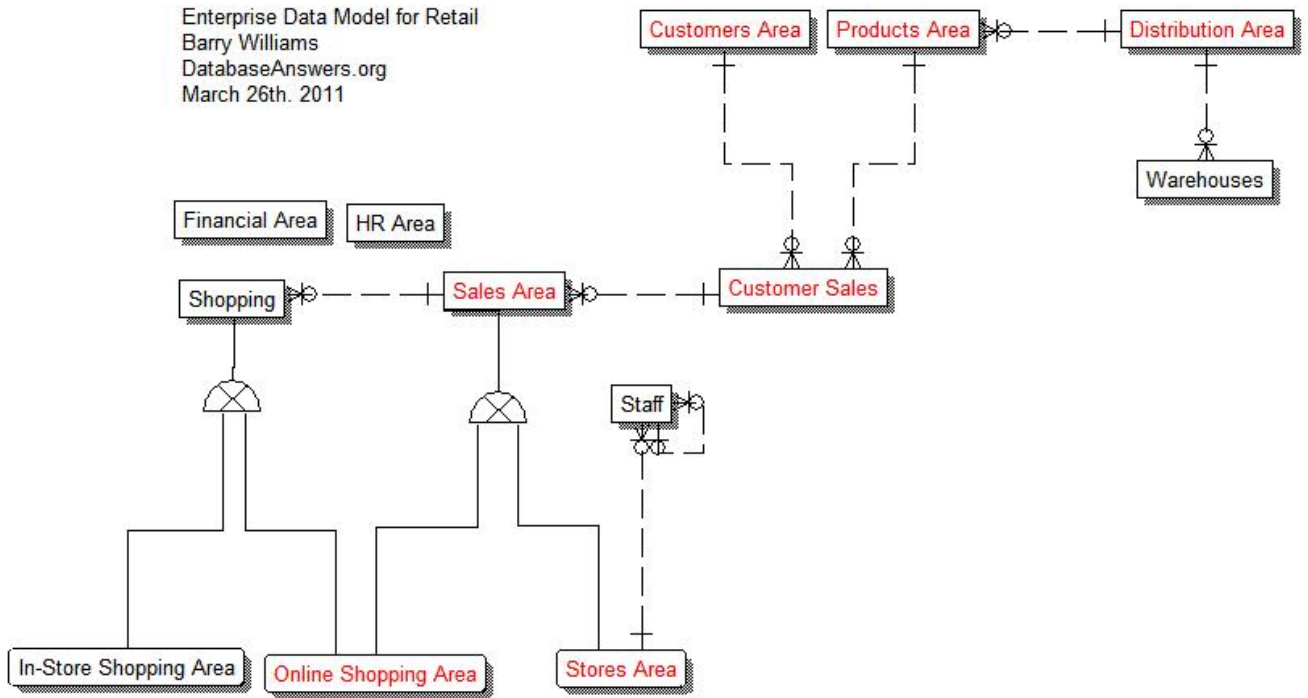 Enterprise Data Model for Retail
Barry Williams
DatabaseAnswers.org
March 26th. 2011
Customers Area
Products Area
Distribution Area
Warehouses
Financial Area
HR Area
Shopping
Sales Area
Customer Sales
Staff
In-Store Shopping Area
Online Shopping Area
Stores Area